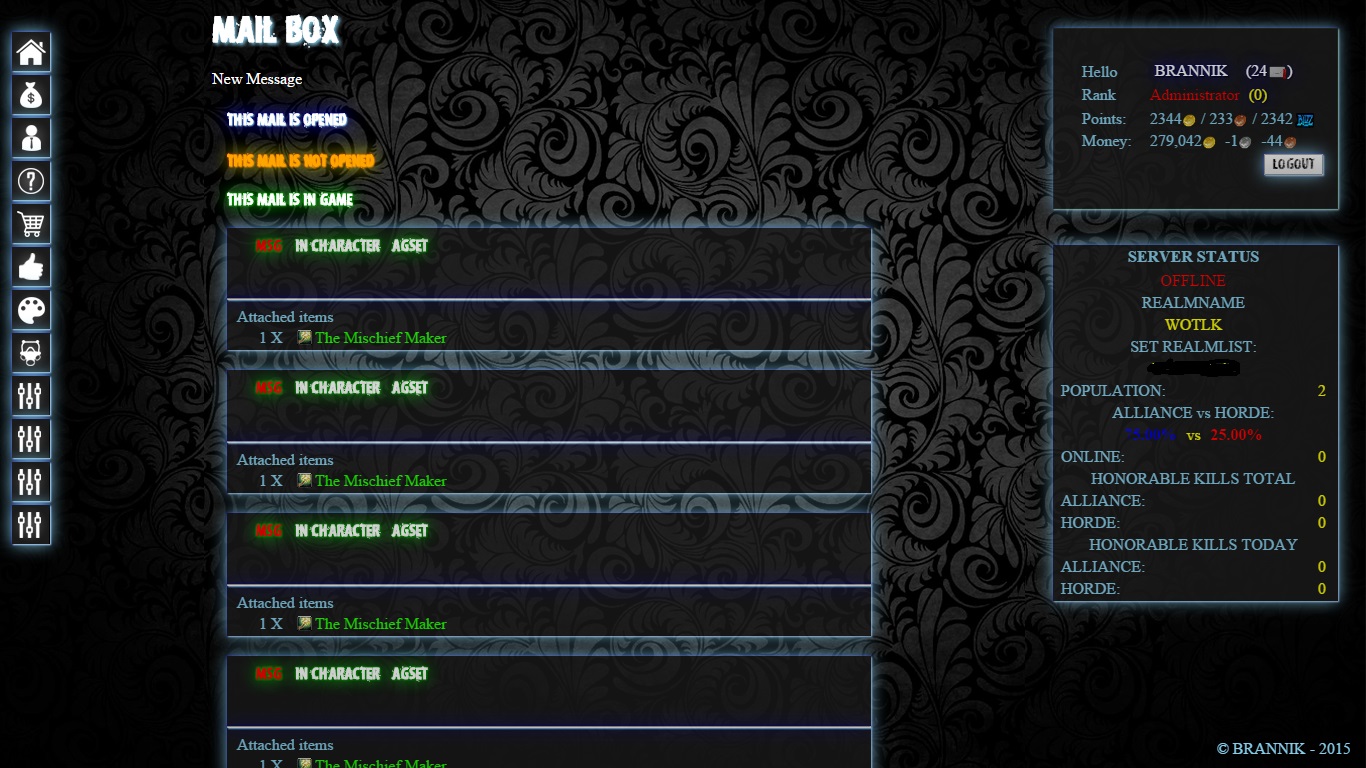 MAIL BOX
New Message
THIS MAIL IS OPENED
THIS MAIL IS NOT OPENED
THIS MAIL IS IN GAME
MSG IN CHARACTER AGSET
Attached items
1 X The Mischief Maker
MSG IN CHARACTER AGSET
Attached items
1 X The Mischief Maker
MSG IN CHARACTER AGSET
Attached items
1 X The Mischief Maker
MSG IN CHARACTER AGSET
Attached items
1 X The Mischief Maker
Hello BRANNIK (24)
Rank Administrator (0)
Points: 2344 / 233 / 2342
Money: 279,042 -1 -44
LOGOUT
SERVER STATUS
OFFLINE
REALMNAME
WOTLK
SET REALMLIST:
POPULATION: 2
ALLIANCE vs HORDE:
75.00% vs 25.00%
ONLINE: 0
HONORABLE KILLS TOTAL
ALLIANCE: 0
HORDE: 0
HONORABLE KILLS TODAY
ALLIANCE: 0
HORDE: 0
© BRANNIK - 2015